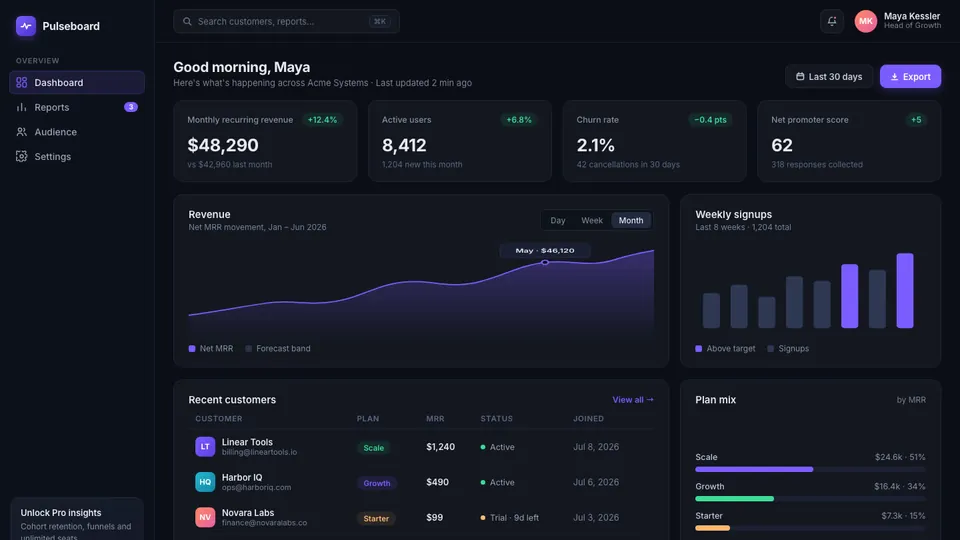 Pulseboard
OVERVIEW
Dashboard
Reports 3
Audience
Settings
Unlock Pro insights
Cohort retention, funnels and
unlimited seats.
Search customers, reports... ⌘K
MK
Maya Kessler
Head of Growth
Good morning, Maya
Here's what's happening across Acme Systems · Last updated 2 min ago
Last 30 days
Export
Monthly recurring revenue +12.4%
$48,290
vs $42,960 last month
Active users +6.8%
8,412
1,204 new this month
Churn rate −0.4 pts
2.1%
42 cancellations in 30 days
Net promoter score +5
62
318 responses collected
Revenue
Net MRR movement, Jan – Jun 2026
Day Week Month
May · $46,120
Net MRR Forecast band
Weekly signups
Last 8 weeks · 1,204 total
Above target Signups
Recent customers View all →
CUSTOMER PLAN MRR STATUS JOINED
LT Linear Tools Scale $1,240 Active Jul 8, 2026
billing@lineartools.io
HQ Harbor IQ Growth $490 Active Jul 6, 2026
ops@harboriq.com
NV Novara Labs Starter $99 Trial · 9d left Jul 3, 2026
finance@novaralabs.co
Plan mix by MRR
Scale $24.6k · 51%
Growth $16.4k · 34%
Starter $7.3k · 15%